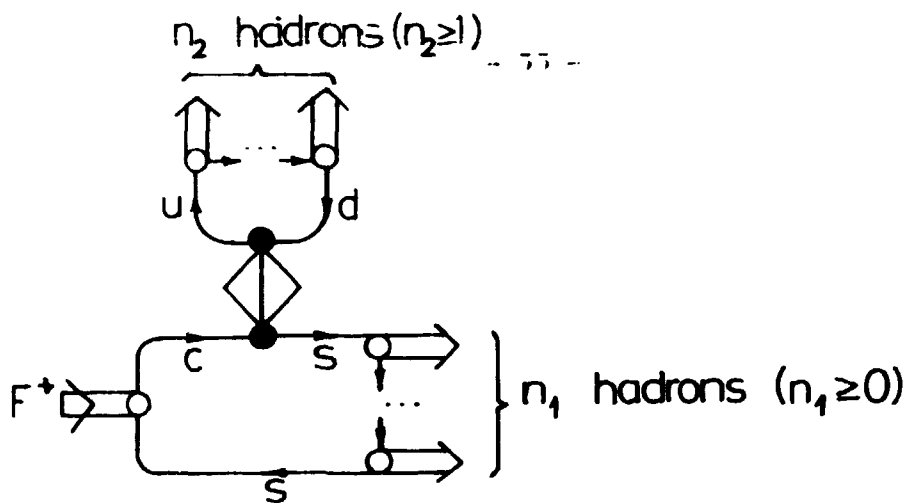 n₂ hadrons (n₂≥1)
...
u
d
c
s
F⁺
...
n₁ hadrons (n₁≥0)
s